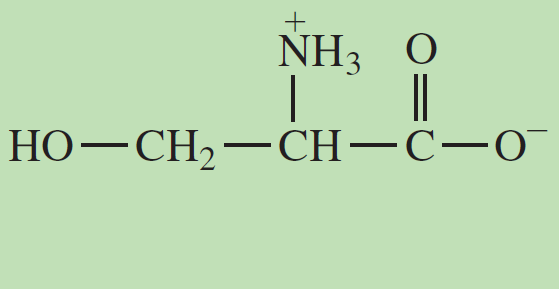 +
NH₃ O
HO—CH₂—CH—C—O⁻